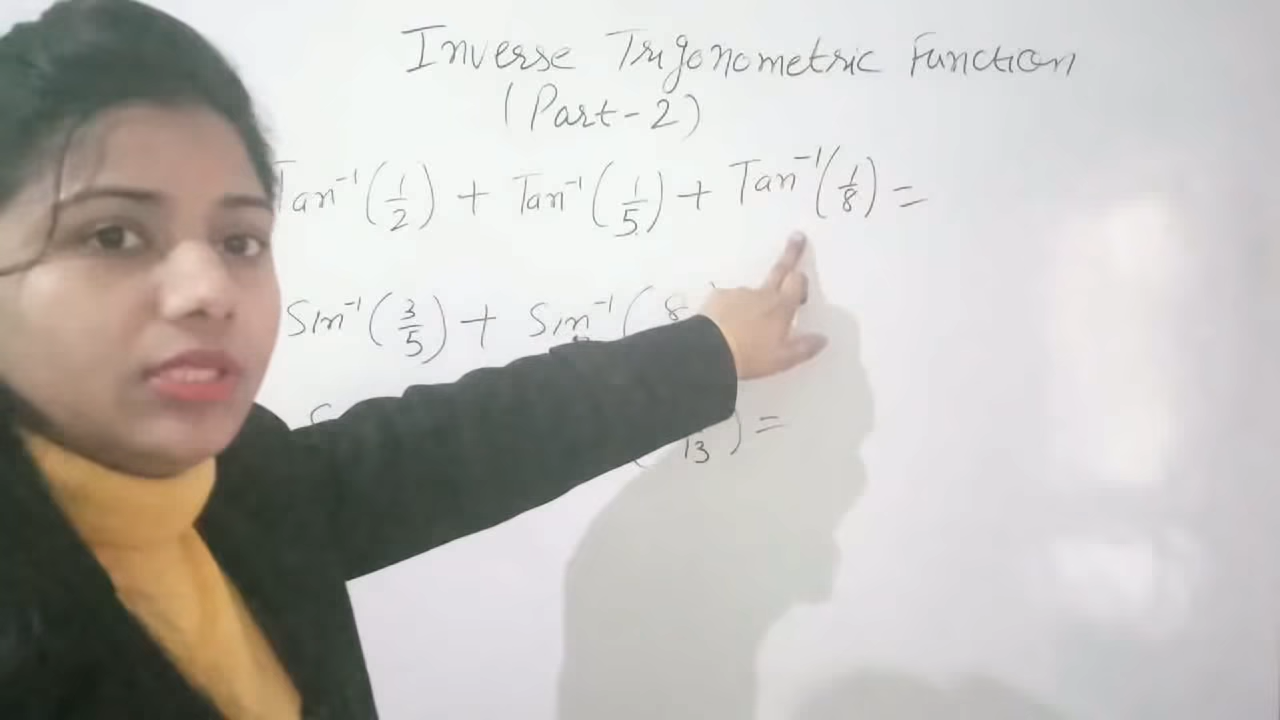 Inverse Trigonometric Function
(Part-2)
Tan⁻¹(1/2) + Tan⁻¹(1/5) + Tan⁻¹(1/8) =
Sin⁻¹(3/5) + Sin⁻¹(8
13) =